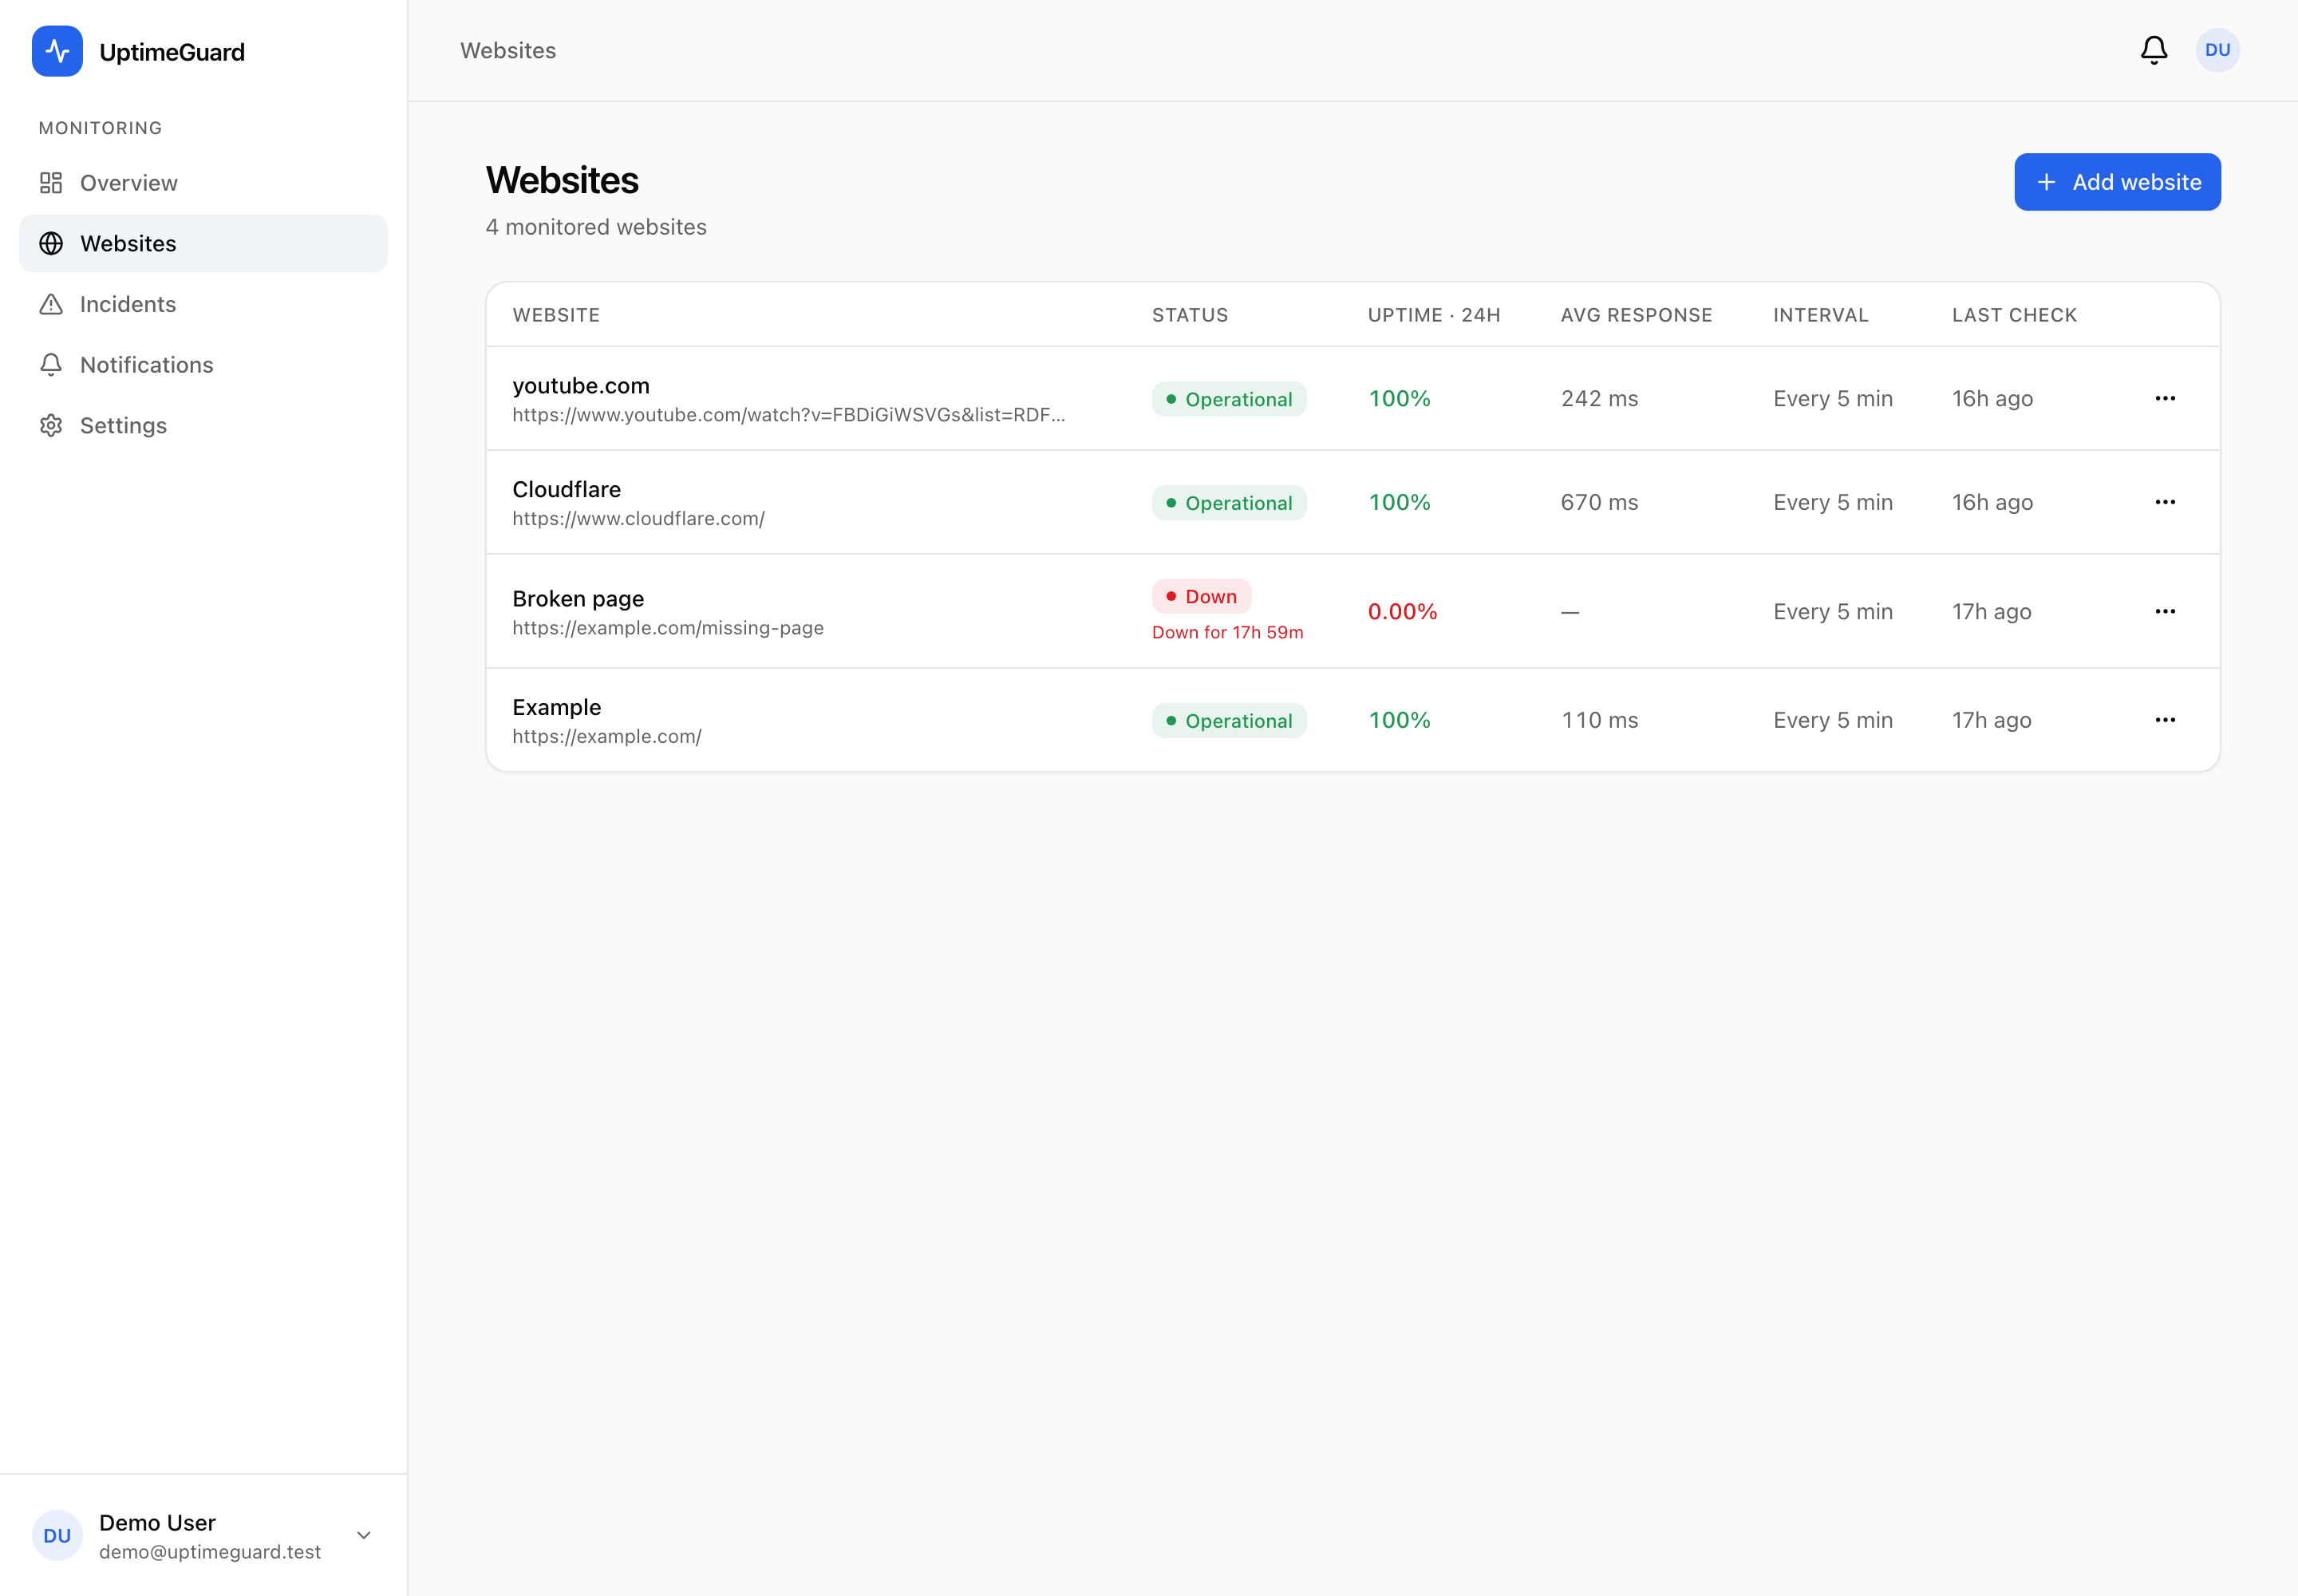 UptimeGuard
MONITORING
Overview
Websites
Incidents
Notifications
Settings
Demo User
demo@uptimeguard.test
DU
Websites
DU
Websites
4 monitored websites
Add website
WEBSITE STATUS UPTIME · 24H AVG RESPONSE INTERVAL LAST CHECK
youtube.com
https://www.youtube.com/watch?v=FBDiGiWSVGs&list=RDF...
Operational 100% 242 ms Every 5 min 16h ago
Cloudflare
https://www.cloudflare.com/
Operational 100% 670 ms Every 5 min 16h ago
Broken page
https://example.com/missing-page
Down
Down for 17h 59m
0.00% — Every 5 min 17h ago
Example
https://example.com/
Operational 100% 110 ms Every 5 min 17h ago